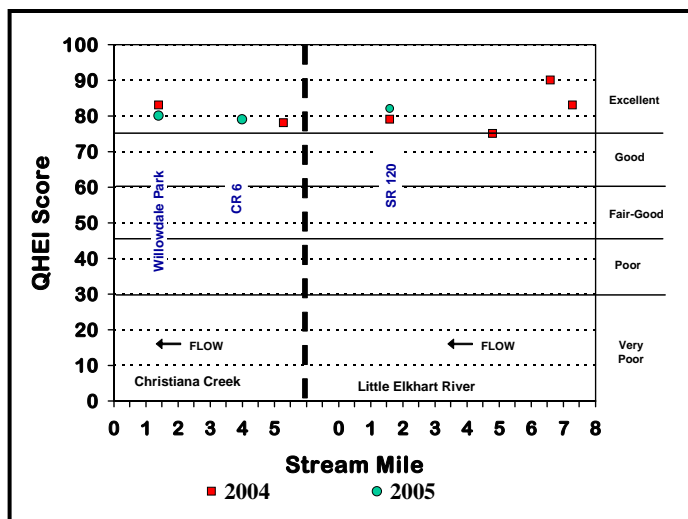 100
90
80
70
60
50
40
30
20
10
0
QHEI Score
Excellent
Good
Fair-Good
Poor
Very
Poor
Willowdale Park
CR 6
SR 120
FLOW
FLOW
Christiana Creek
Little Elkhart River
0 1 2 4 5 0 1 2 3 4 5 6 7 8
Stream Mile
2004
2005